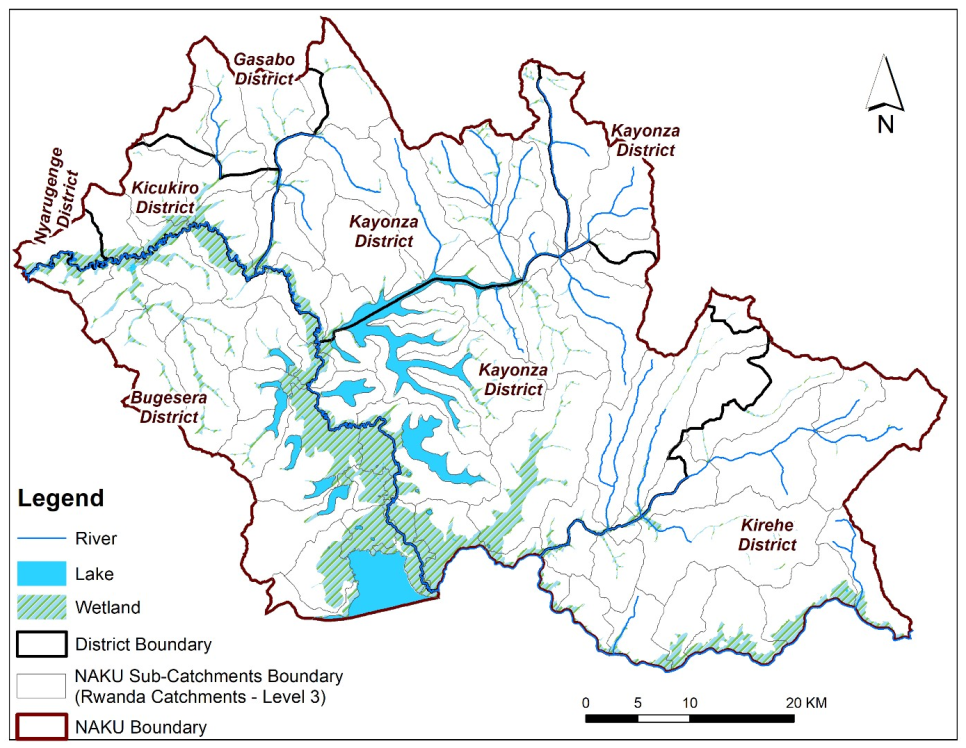 Gasabo
District
Kayonza
District
N
Nyarugenge
District
Kicukiro
District
Kayonza
District
Kayonza
District
Bugesera
District
Kirehe
District
Legend
River
Lake
Wetland
District Boundary
NAKU Sub-Catchments Boundary
(Rwanda Catchments - Level 3)
NAKU Boundary
0 5 10 20 KM